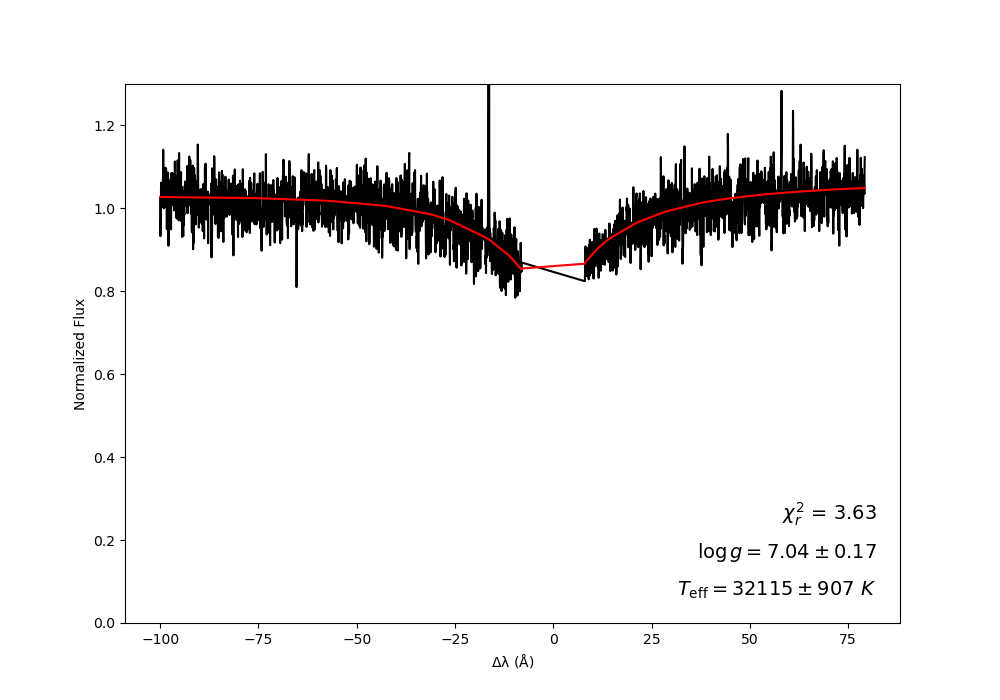 1.2
1.0
0.8
0.6
0.4
0.2
0.0
Normalized Flux
χ²ᵣ = 3.63
log g = 7.04 ± 0.17
T_eff = 32115 ± 907 K
−100 −75 −50 −25 0 25 50 75
Δλ (Å)